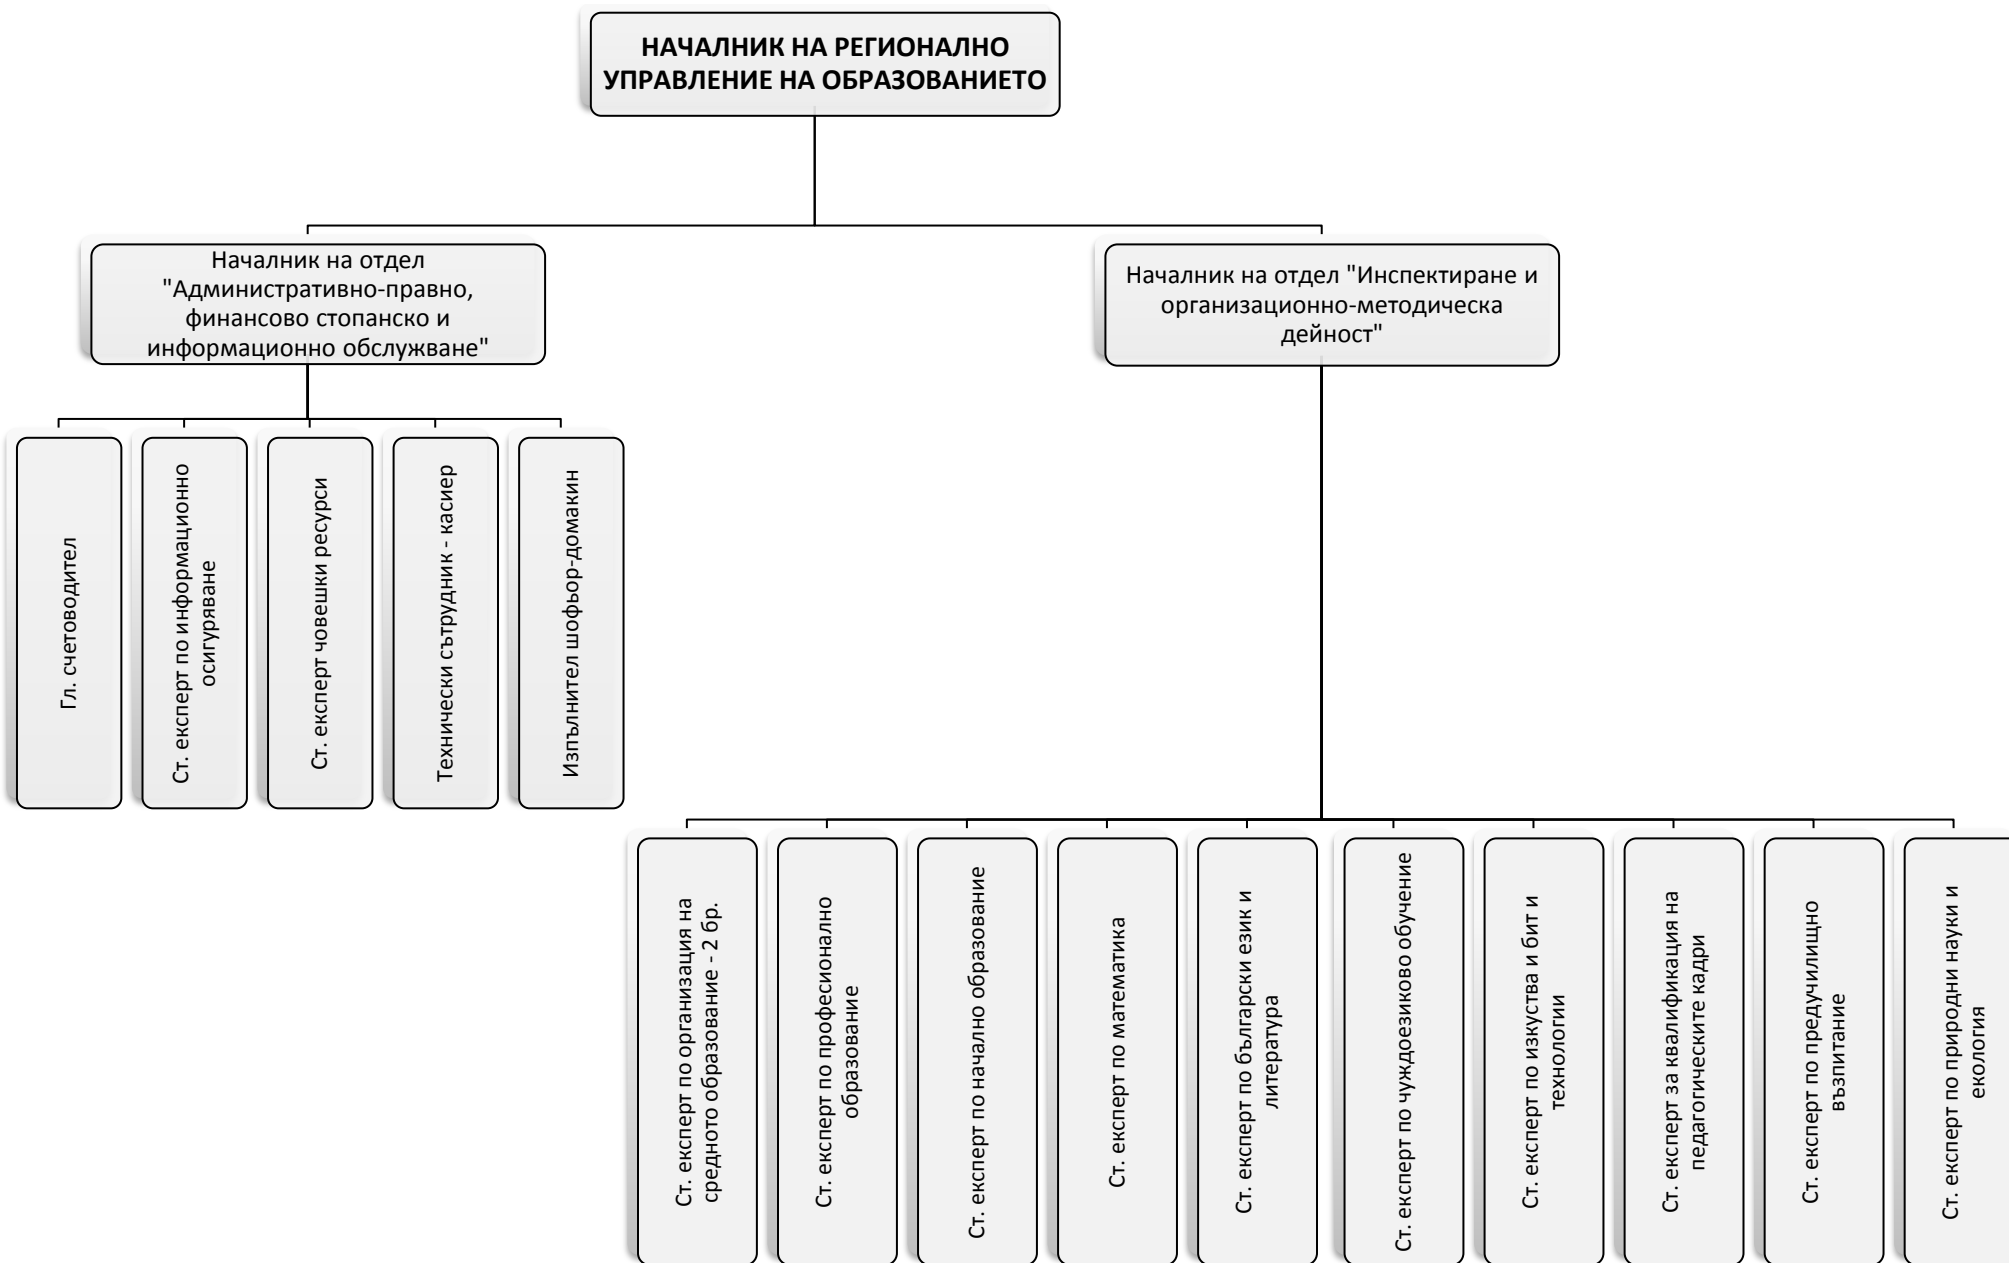 НАЧАЛНИК НА РЕГИОНАЛНО
УПРАВЛЕНИЕ НА ОБРАЗОВАНИЕТО
Началник на отдел
"Административно-правно,
финансово стопанско и
информационно обслужване"
Началник на отдел "Инспектиране и
организационно-методическа
дейност"
Гл. счетоводител
Ст. експерт по информационно
осигуряване
Ст. експерт човешки ресурси
Технически сътрудник - касиер
Изпълнител шофьор-домакин
Ст. експерт по организация на
средното образование - 2 бр.
Ст. експерт по професионално
образование
Ст. експерт по начално образование
Ст. експерт по математика
Ст. експерт по български език и
литература
Ст. експерт по чуждоезиково обучение
Ст. експерт по изкуства и бит и
технологии
Ст. експерт за квалификация на
педагогическите кадри
Ст. експерт по предучилищно
възпитание
Ст. експерт по природни науки и
екология